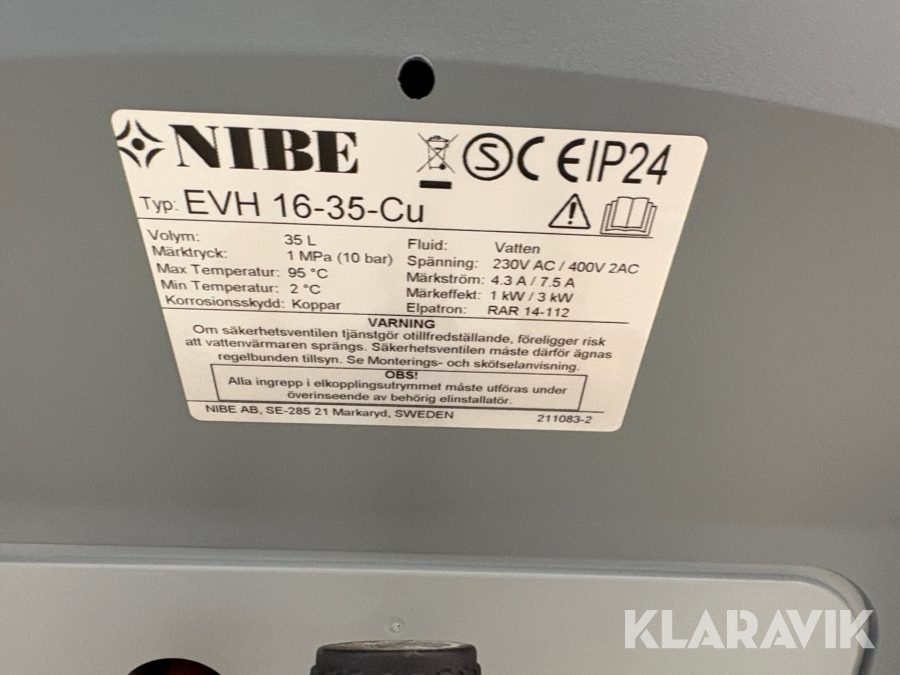 NIBE
S CE IP24
Typ: EVH 16-35-Cu
Volym: 35 L
Märktryck: 1 MPa (10 bar)
Max Temperatur: 95 °C
Min Temperatur: 2 °C
Korrosionsskydd: Koppar
Fluid: Vatten
Spänning: 230V AC / 400V 2AC
Märkström: 4.3 A / 7.5 A
Märkeffekt: 1 kW / 3 kW
Elpatron: RAR 14-112
VARNING
Om säkerhetsventilen tjänstgör otillfredställande, föreligger risk
att vattenvärmaren sprängs. Säkerhetsventilen måste därför ägnas
regelbunden tillsyn. Se Monterings- och skötselanvisning.
OBS!
Alla ingrepp i elkopplingsutrymmet måste utföras under
överinseende av behörig elinstallatör.
NIBE AB, SE-285 21 Markaryd, SWEDEN 211083-2
KLARAVIK